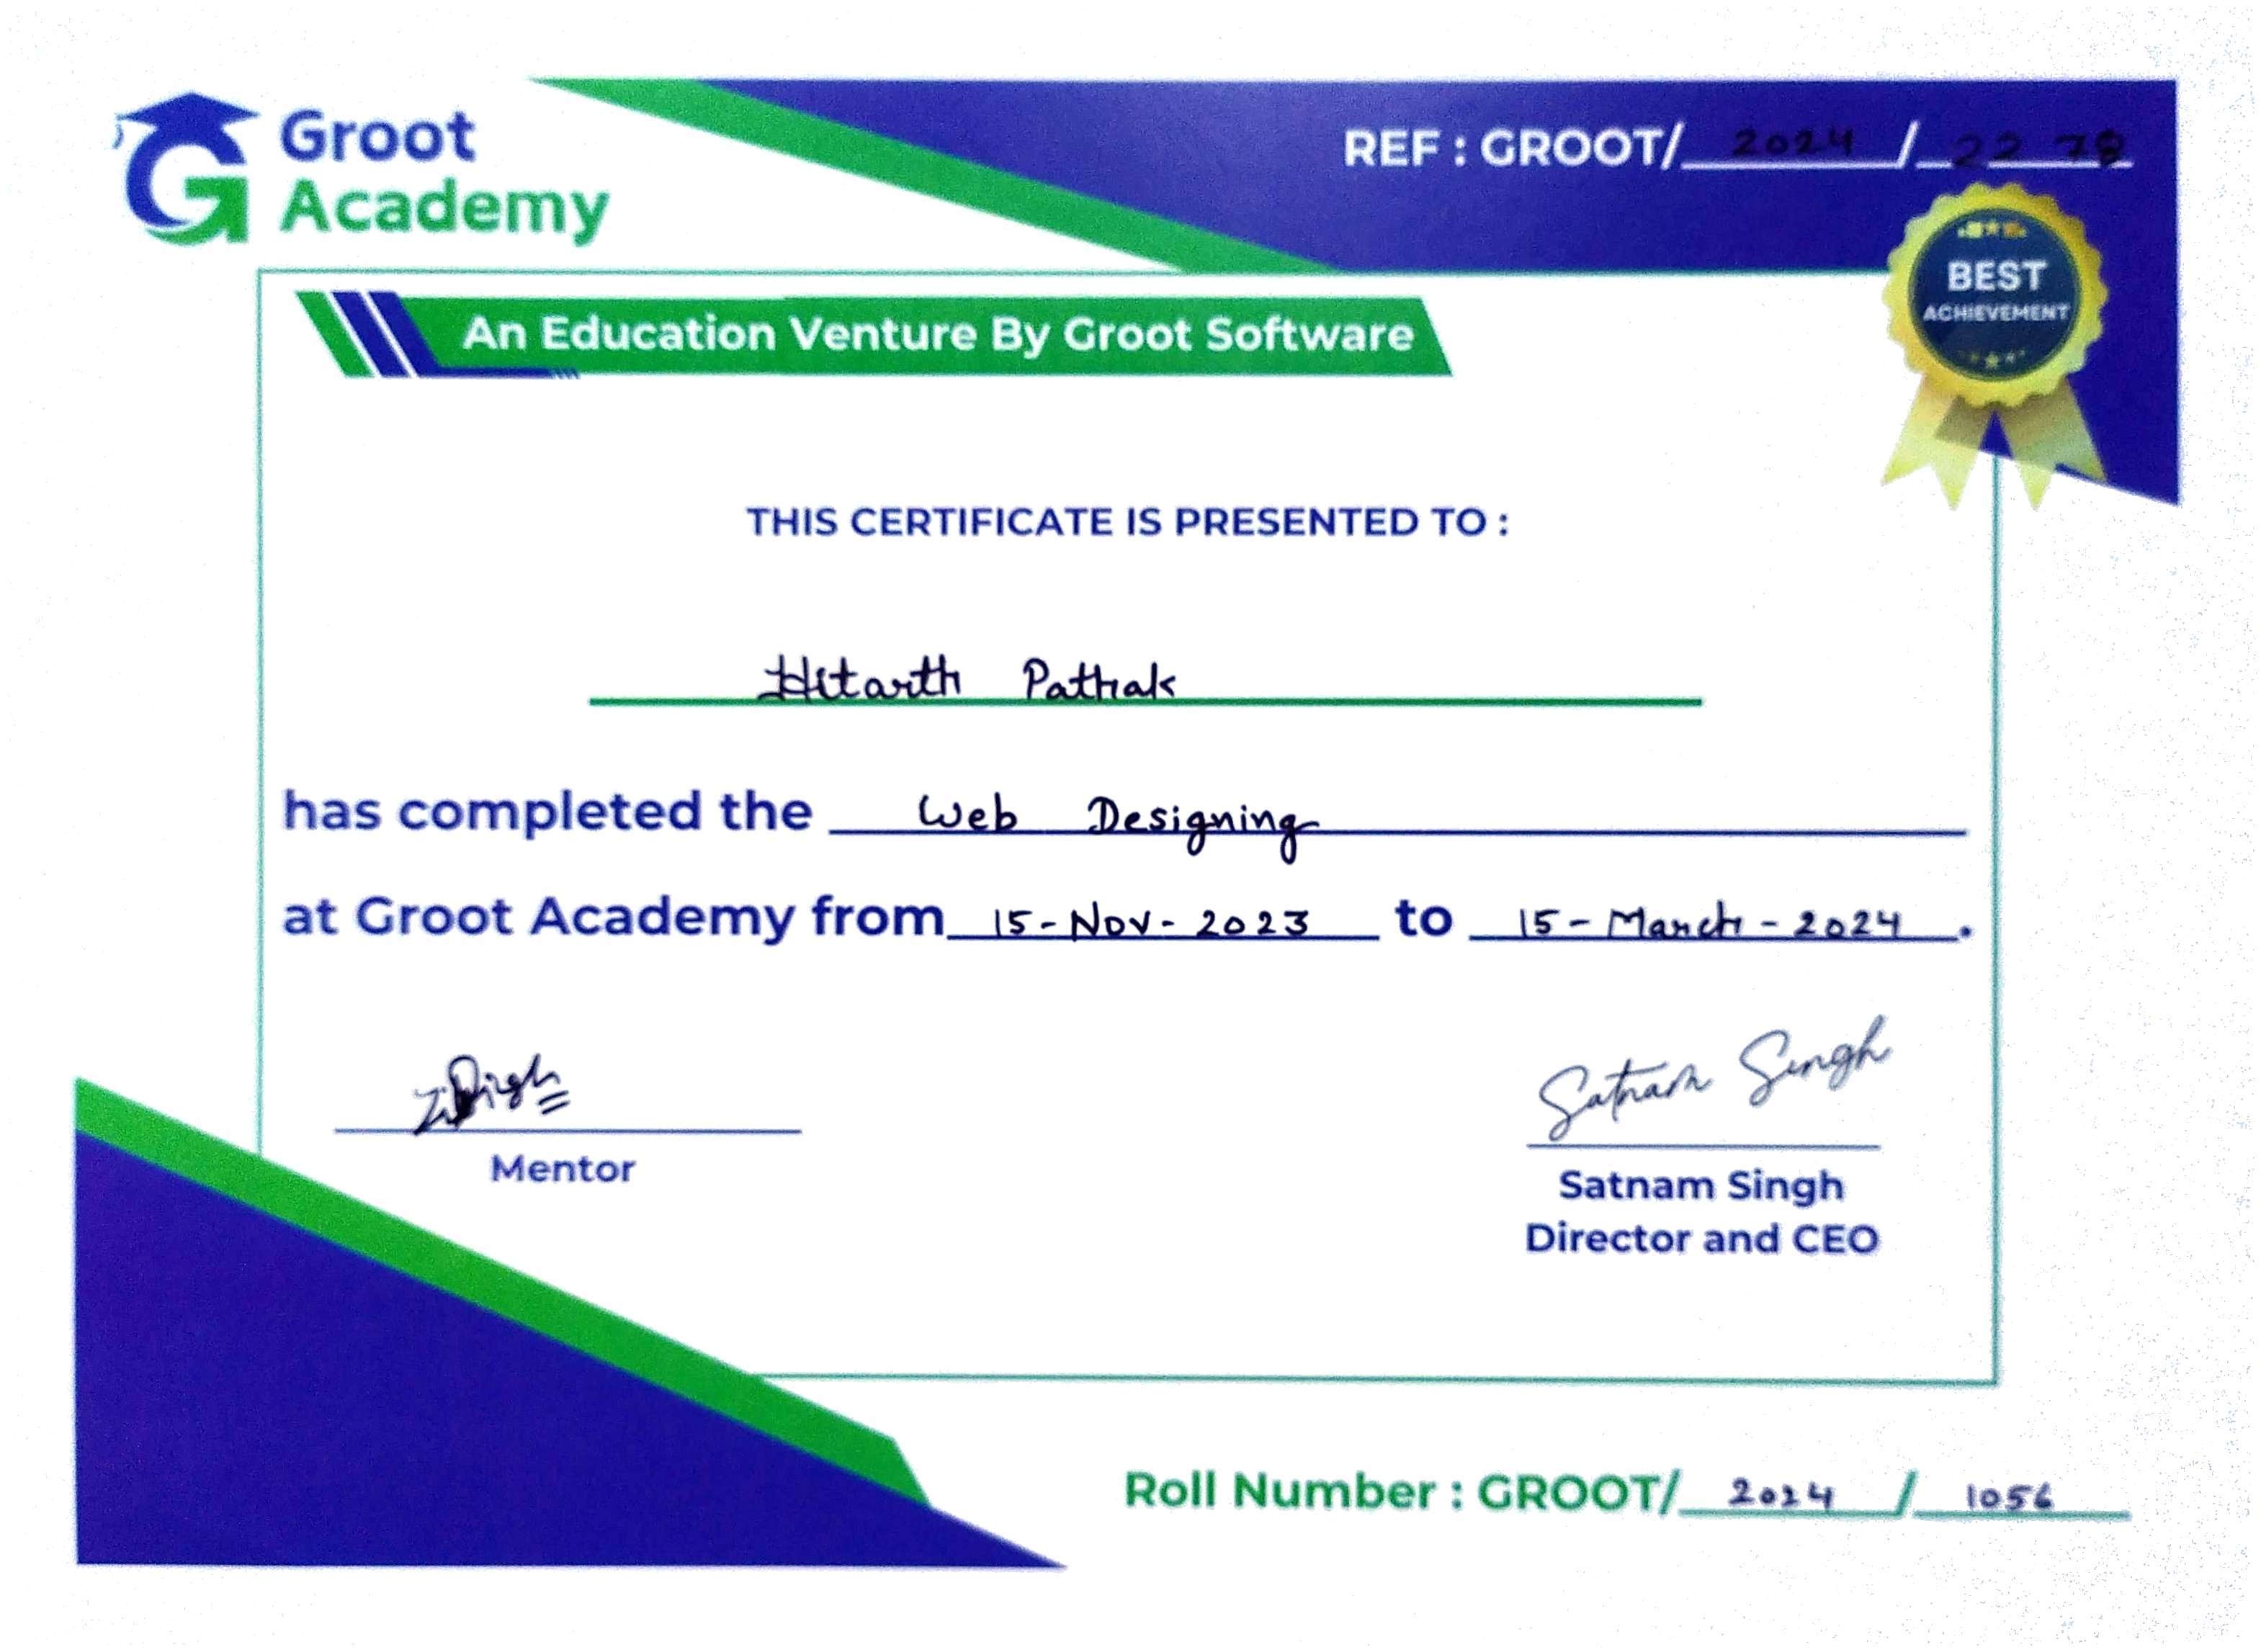 Groot
Academy
REF : GROOT/ 2024 / 22 78
BEST
ACHIEVEMENT
An Education Venture By Groot Software
THIS CERTIFICATE IS PRESENTED TO :
Hitarth Pathak
has completed the Web Designing
at Groot Academy from 15-Nov-2023 to 15-March-2024.
Satnam Singh
Mentor
Satnam Singh
Director and CEO
Roll Number : GROOT/ 2024 / 1056